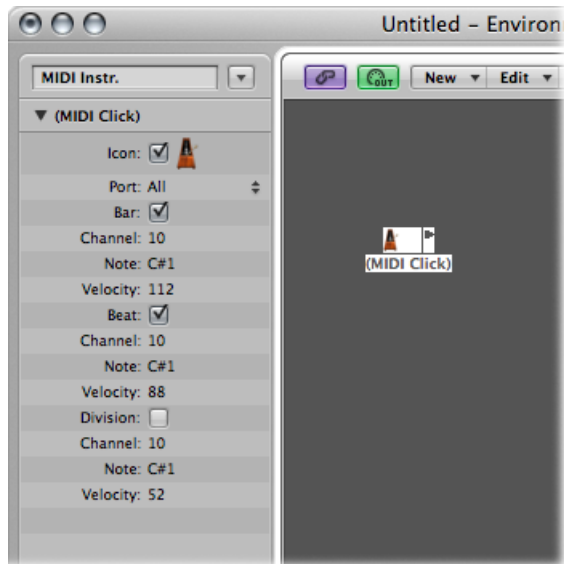 Untitled – Environ
MIDI Instr.
OUT
New
Edit
(MIDI Click)
Icon:
Port: All
Bar:
Channel: 10
Note: C#1
Velocity: 112
Beat:
Channel: 10
Note: C#1
Velocity: 88
Division:
Channel: 10
Note: C#1
Velocity: 52
(MIDI Click)